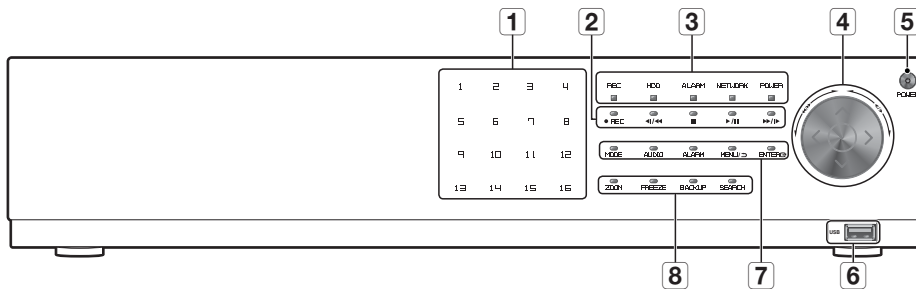 1 2 3 4 5
REC HDD ALARM NETWORK POWER
POWER
1 2 3 4
● REC ◁|/◀◀ ■ ▶/❙❙ ▶▶/|▷
5 6 7 8
MODE AUDIO ALARM MENU/⮌ ENTER
9 10 11 12
ZOOM FREEZE BACKUP SEARCH
13 14 15 16
USB
8 7 6